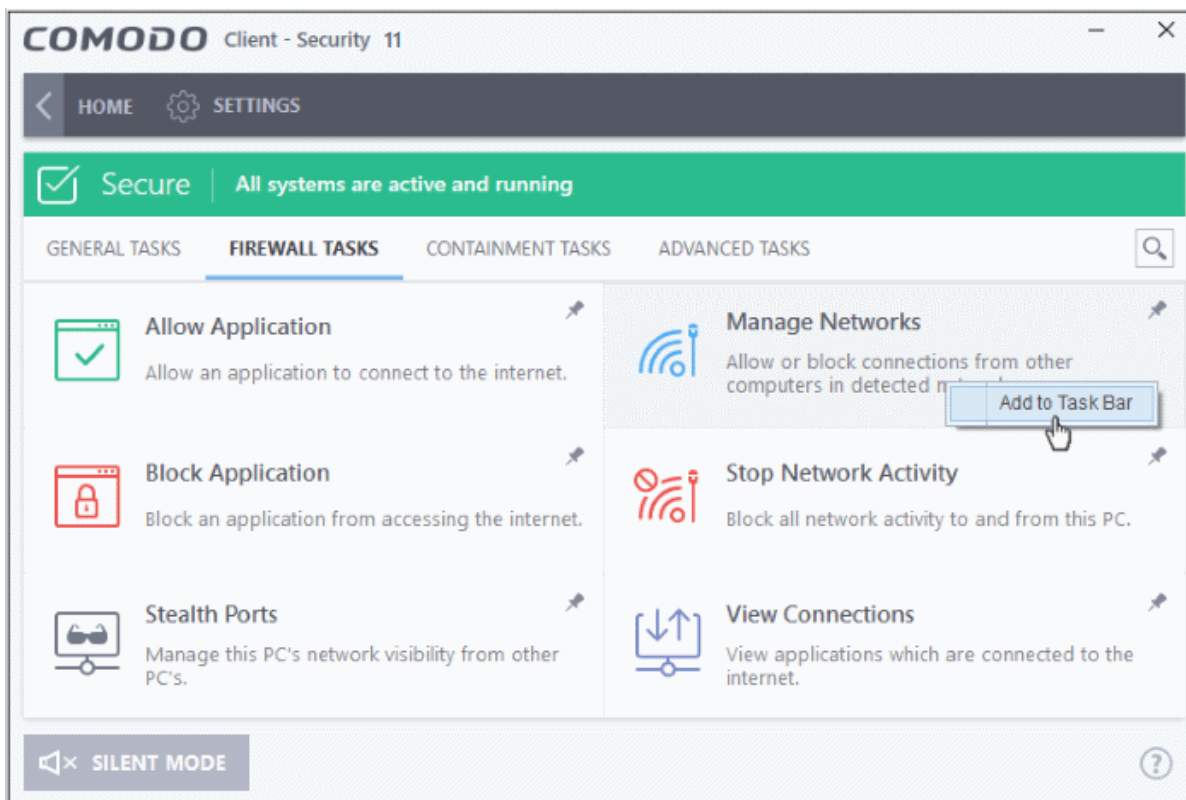 COMODO Client - Security 11
HOME SETTINGS
Secure All systems are active and running
GENERAL TASKS FIREWALL TASKS CONTAINMENT TASKS ADVANCED TASKS
Allow Application
Allow an application to connect to the internet.
Manage Networks
Allow or block connections from other
computers in detected
Add to Task Bar
Block Application
Block an application from accessing the internet.
Stop Network Activity
Block all network activity to and from this PC.
Stealth Ports
Manage this PC's network visibility from other
PC's.
View Connections
View applications which are connected to the
internet.
SILENT MODE
?